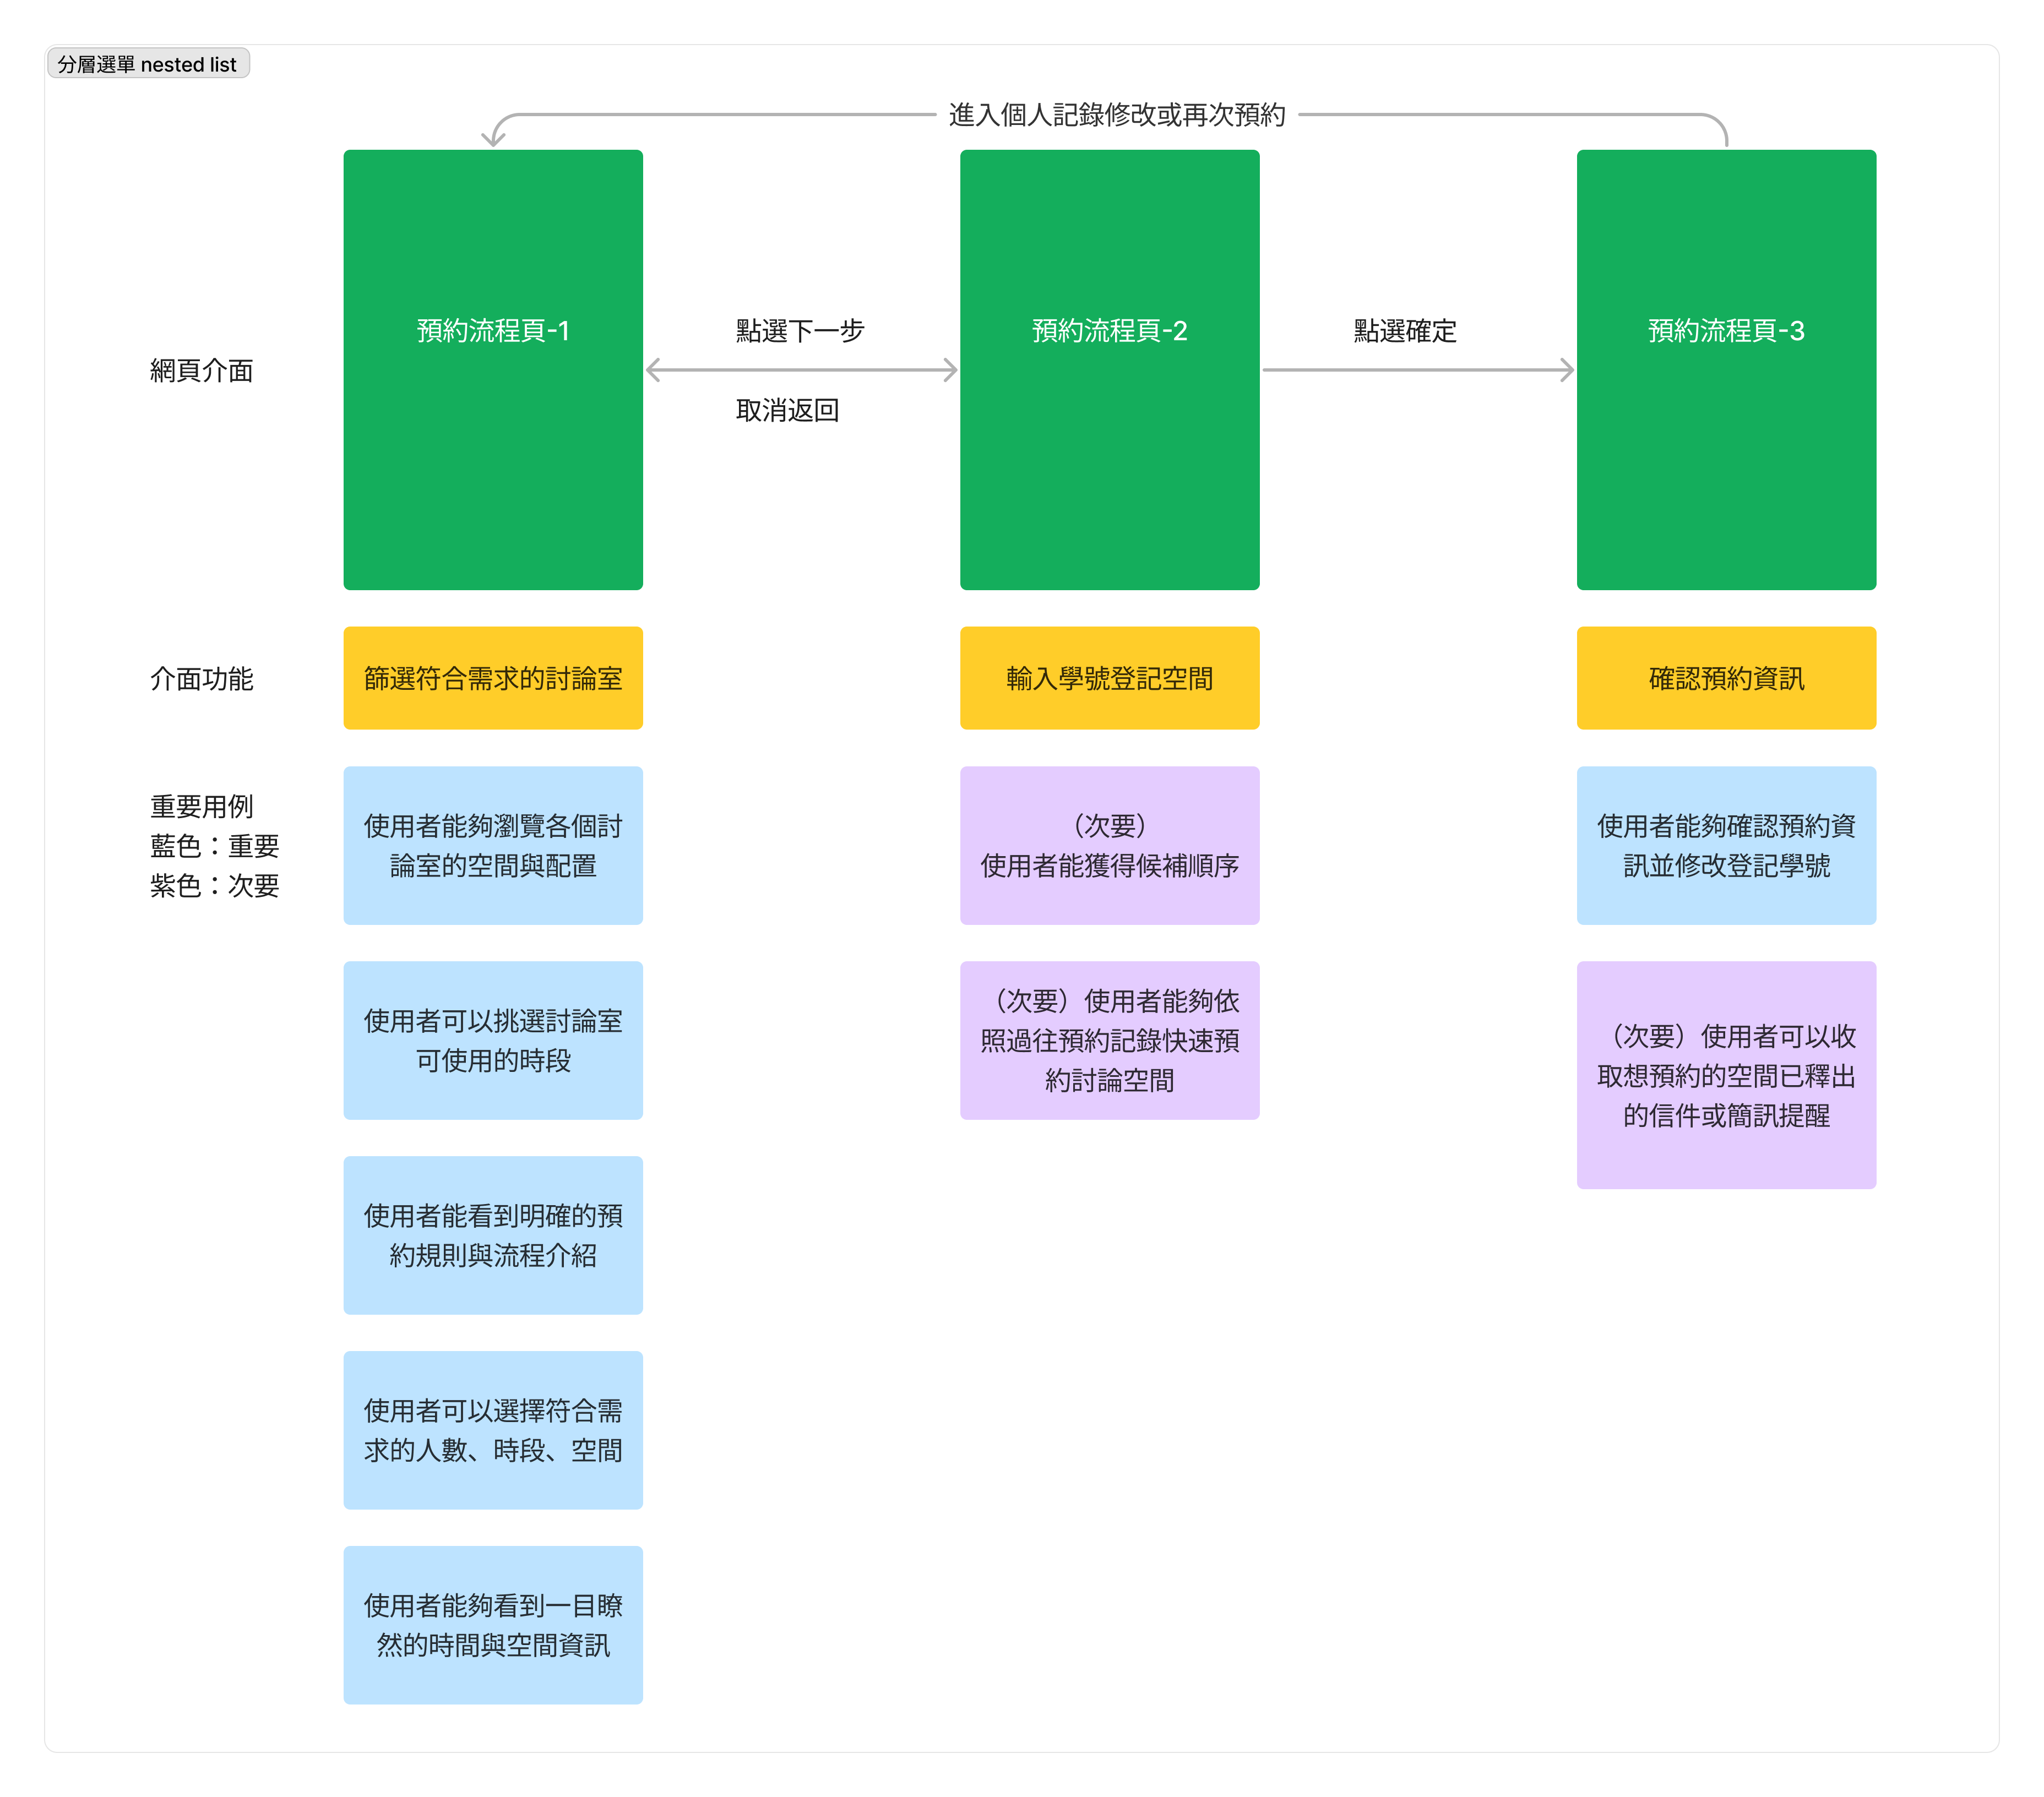 分層選單 nested list
進入個人記錄修改或再次預約
網頁介面
預約流程頁-1
點選下一步
取消返回
預約流程頁-2
點選確定
預約流程頁-3
介面功能
篩選符合需求的討論室
輸入學號登記空間
確認預約資訊
重要用例
藍色：重要
紫色：次要
使用者能夠瀏覽各個討
論室的空間與配置
（次要）
使用者能獲得候補順序
使用者能夠確認預約資
訊並修改登記學號
使用者可以挑選討論室
可使用的時段
（次要）使用者能夠依
照過往預約記錄快速預
約討論空間
（次要）使用者可以收
取想預約的空間已釋出
的信件或簡訊提醒
使用者能看到明確的預
約規則與流程介紹
使用者可以選擇符合需
求的人數、時段、空間
使用者能夠看到一目瞭
然的時間與空間資訊